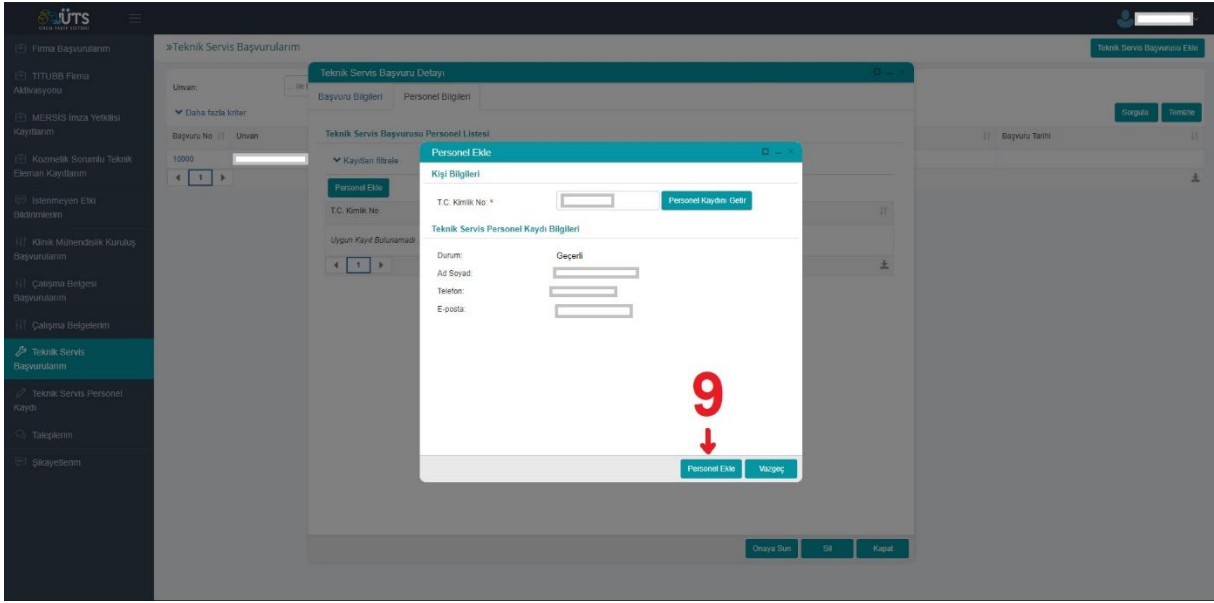 ÜTS
ÜRÜN TAKİP SİSTEMİ
Firma Başvurularım
TITUBB Firma
Aktivasyonu
MERSİS İmza Yetkilisi
Kayıtlarım
Kozmetik Sorumlu Teknik
Eleman Kayıtlarım
İstenmeyen Etki
Bildirimlerim
Klinik Mühendislik Kuruluş
Başvurularım
Çalışma Belgesi
Başvurularım
Çalışma Belgelerim
Teknik Servis
Başvurularım
Teknik Servis Personel
Kaydı
Taleplerim
Şikayetlerim
»Teknik Servis Başvurularım
Teknik Servis Başvurusu Ekle
Unvan:
Daha fazla kriter
Sorgula
Temizle
Başvuru No
Unvan
Başvuru Tarihi
10000
1
Teknik Servis Başvuru Detayı
Başvuru Bilgileri
Personel Bilgileri
Teknik Servis Başvurusu Personel Listesi
Kayıtları filtrele
Personel Ekle
T.C. Kimlik No
Uygun Kayıt Bulunamadı
1
Onaya Sun
Sil
Kapat
Personel Ekle
Kişi Bilgileri
T.C. Kimlik No: *
Personel Kaydını Getir
Teknik Servis Personel Kaydı Bilgileri
Durum:
Geçerli
Ad Soyad:
Telefon:
E-posta:
9
Personel Ekle
Vazgeç